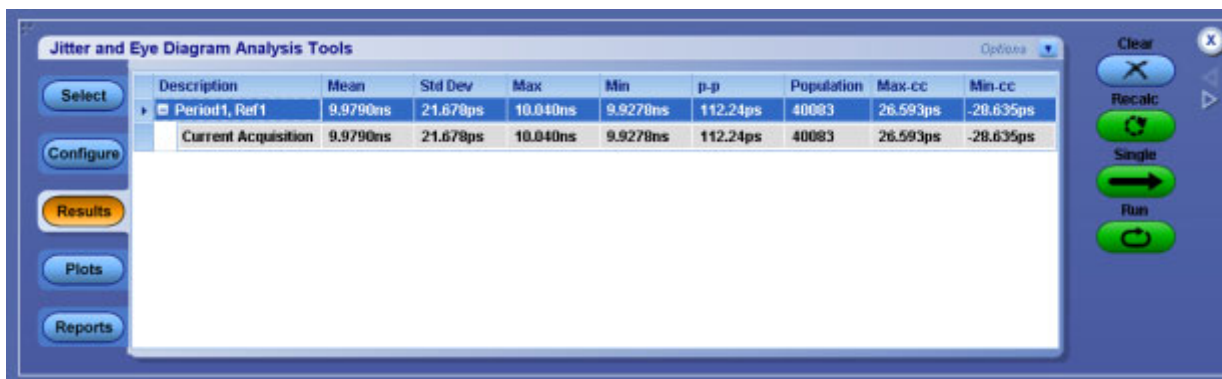 Jitter and Eye Diagram Analysis Tools
Options
Clear
x
Select
Configure
Results
Plots
Reports
Description Mean Std Dev Max Min p-p Population Max-cc Min-cc
Period1, Ref1 9.9790ns 21.678ps 10.040ns 9.9278ns 112.24ps 40083 26.593ps -28.635ps
Current Acquisition 9.9790ns 21.678ps 10.040ns 9.9278ns 112.24ps 40083 26.593ps -28.635ps
Recalc
Single
Run